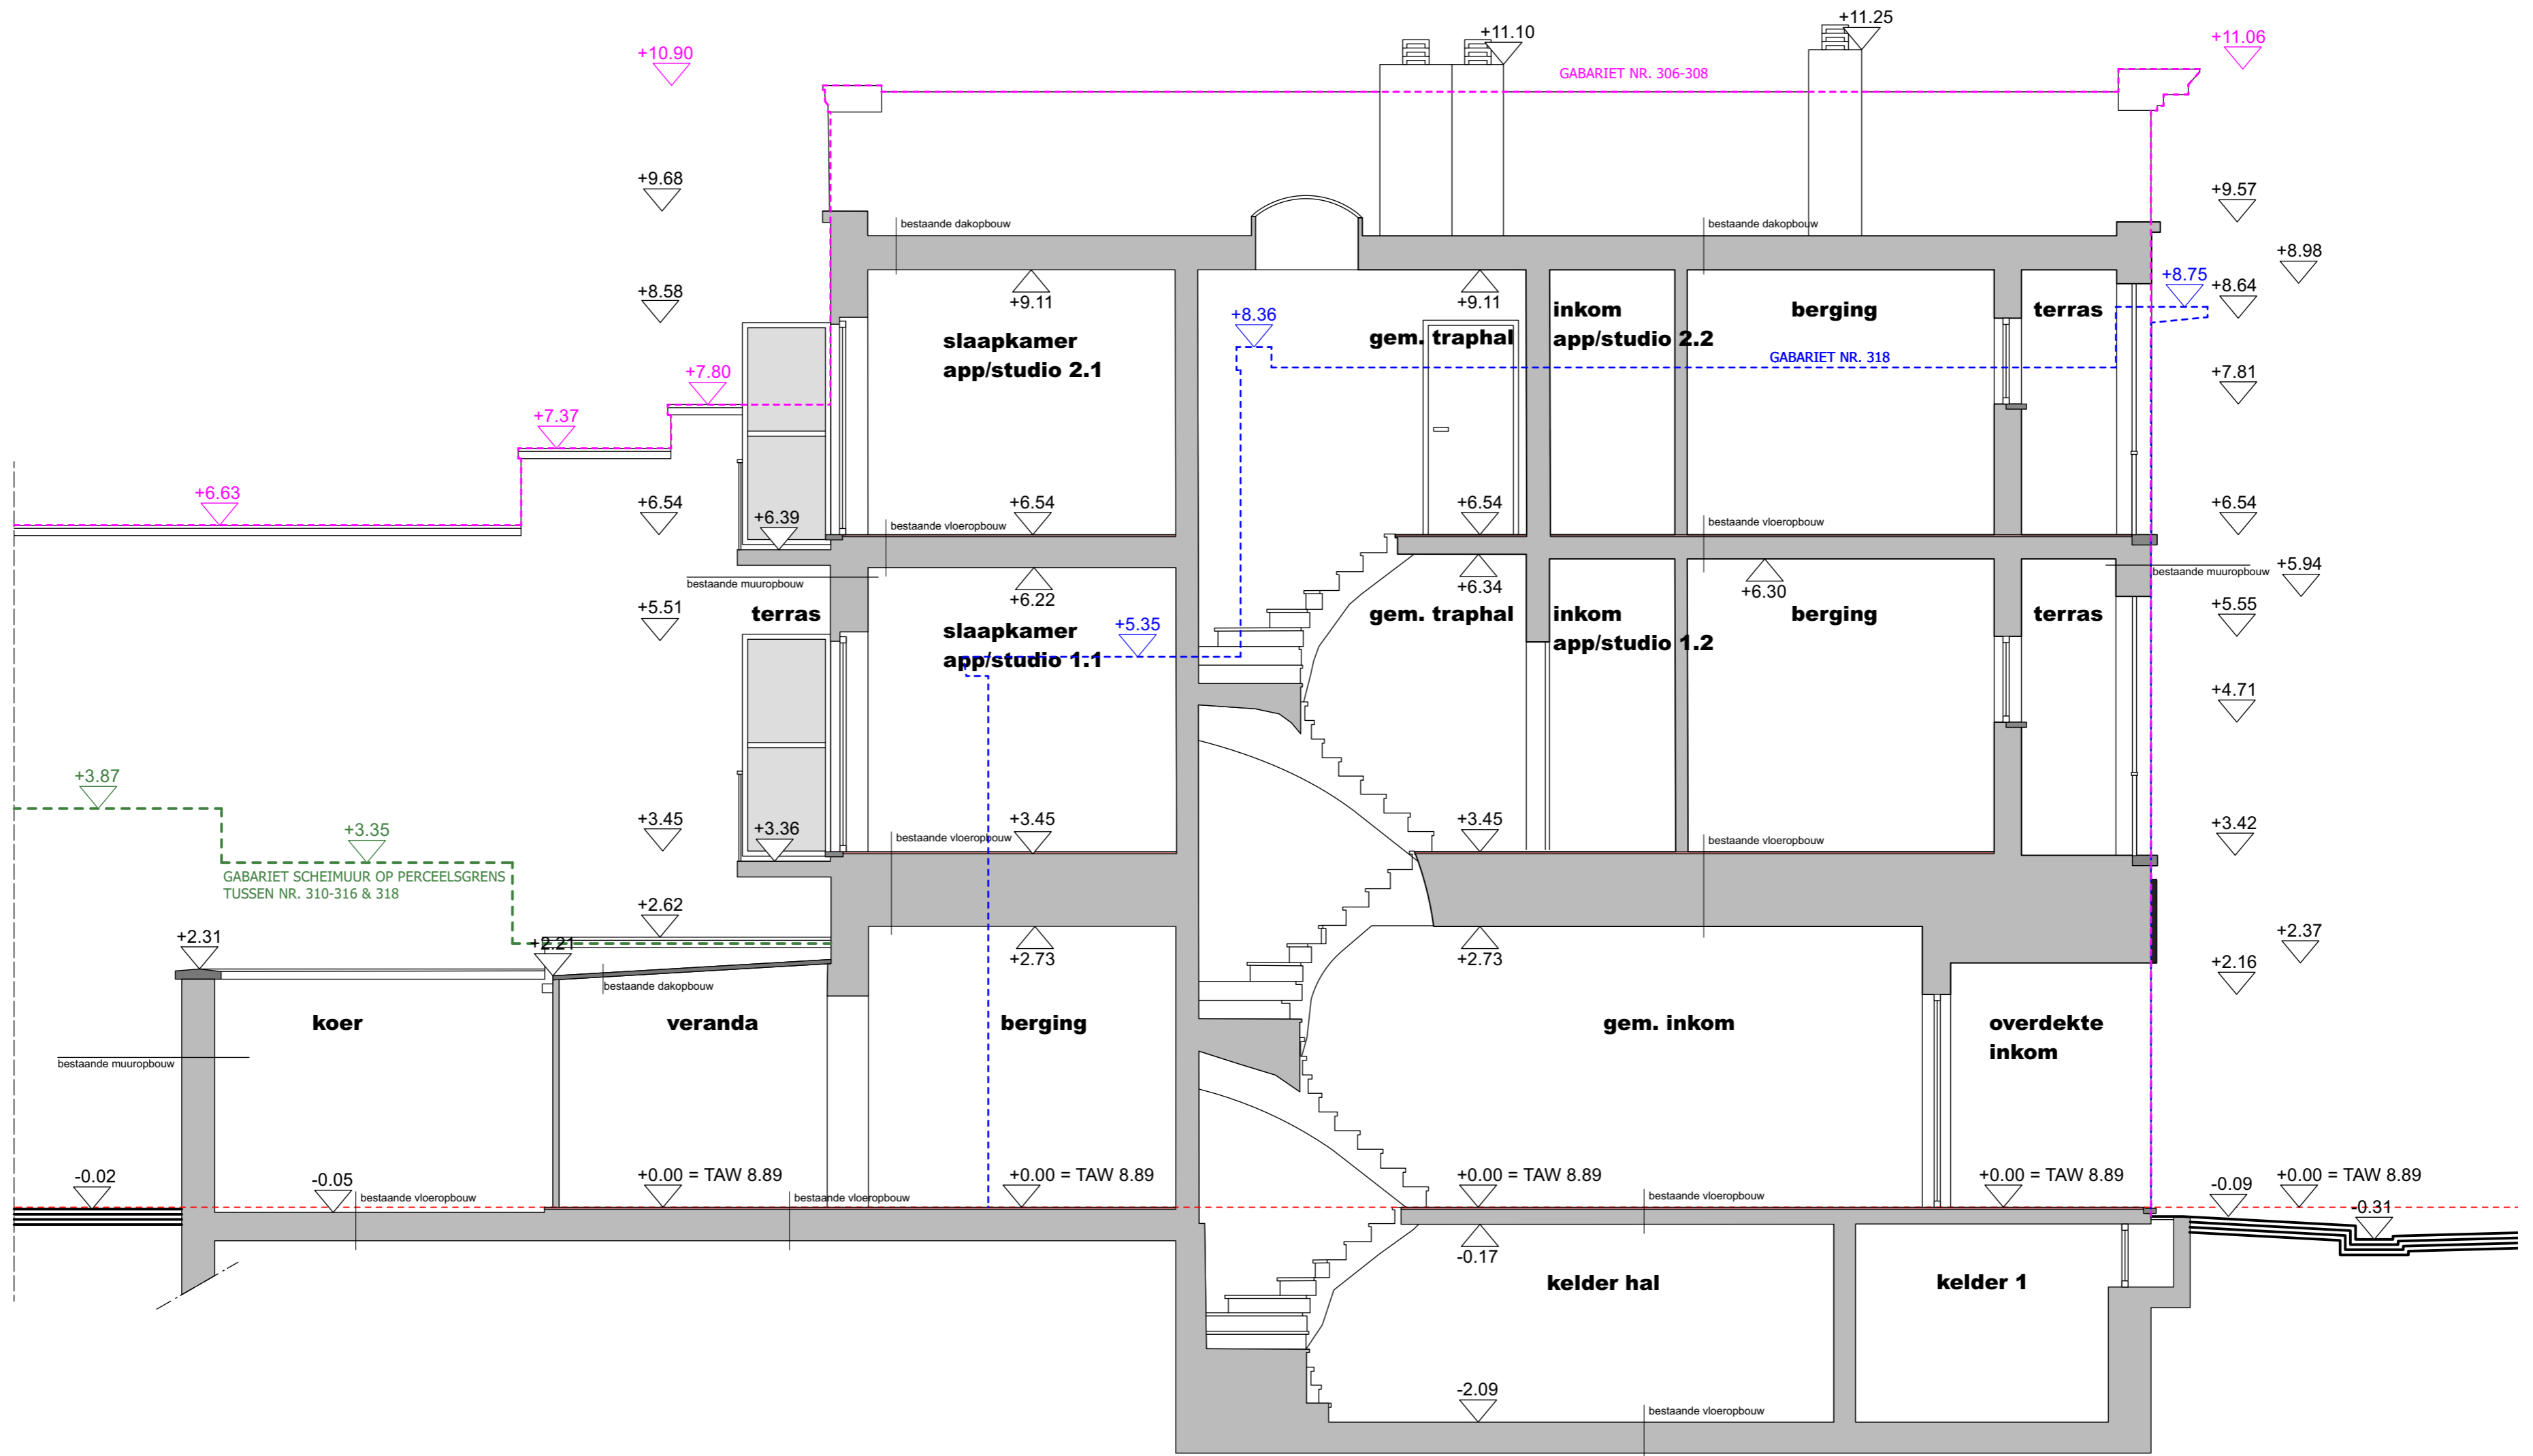 +11.25
+11.10
+11.06
+10.90
GABARIET NR. 306-308
+9.68
+9.57
bestaande dakopbouw
bestaande dakopbouw
+8.98
+8.75
+8.64
+8.58
+9.11
+9.11
+8.36
inkom
app/studio 2.2
berging
terras
slaapkamer
app/studio 2.1
gem. traphal
GABARIET NR. 318
+7.80
+7.81
+7.37
+6.63
+6.54
+6.39
+6.54
+6.54
+6.54
bestaande vloeropbouw
bestaande vloeropbouw
bestaande muuropbouw
bestaande muuropbouw
+5.94
+6.22
+6.34
+6.30
+5.51
+5.55
terras
slaapkamer
app/studio 1.1
+5.35
gem. traphal
inkom
app/studio 1.2
berging
terras
+4.71
+3.87
+3.35
GABARIET SCHEIMUUR OP PERCEELSGRENS
TUSSEN NR. 310-316 & 318
+3.45
+3.36
+3.45
+3.45
+3.42
bestaande vloeropbouw
bestaande vloeropbouw
+2.62
+2.31
+2.21
+2.73
+2.73
+2.37
+2.16
bestaande dakopbouw
koer
veranda
berging
gem. inkom
overdekte
inkom
bestaande muuropbouw
-0.02
-0.05
+0.00 = TAW 8.89
+0.00 = TAW 8.89
+0.00 = TAW 8.89
+0.00 = TAW 8.89
-0.09
+0.00 = TAW 8.89
-0.31
bestaande vloeropbouw
bestaande vloeropbouw
bestaande vloeropbouw
-0.17
kelder hal
kelder 1
-2.09
bestaande vloeropbouw